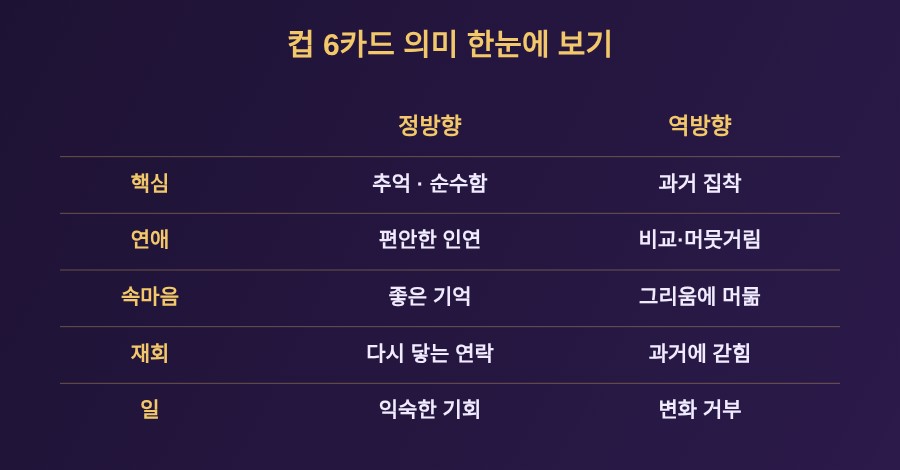 컵 6카드 의미 한눈에 보기
정방향 역방향
핵심 추억 · 순수함 과거 집착
연애 편안한 인연 비교·머뭇거림
속마음 좋은 기억 그리움에 머묾
재회 다시 닿는 연락 과거에 갇힘
일 익숙한 기회 변화 거부